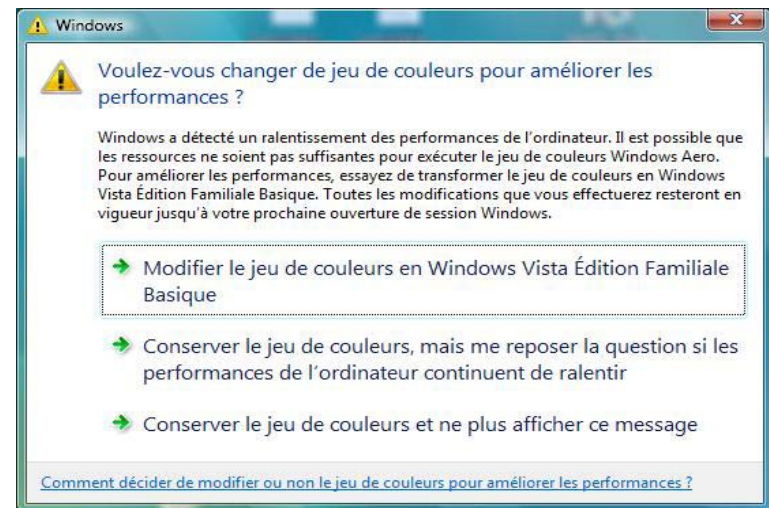 Windows
Voulez-vous changer de jeu de couleurs pour améliorer les
performances ?
Windows a détecté un ralentissement des performances de l'ordinateur. Il est possible que
les ressources ne soient pas suffisantes pour exécuter le jeu de couleurs Windows Aero.
Pour améliorer les performances, essayez de transformer le jeu de couleurs en Windows
Vista Édition Familiale Basique. Toutes les modifications que vous effectuerez resteront en
vigueur jusqu'à votre prochaine ouverture de session Windows.
Modifier le jeu de couleurs en Windows Vista Édition Familiale
Basique
Conserver le jeu de couleurs, mais me reposer la question si les
performances de l'ordinateur continuent de ralentir
Conserver le jeu de couleurs et ne plus afficher ce message
Comment décider de modifier ou non le jeu de couleurs pour améliorer les performances ?